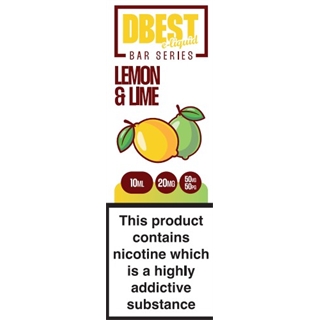 DBEST
e-liquid
BAR SERIES
LEMON
& LIME
10ML 20MG 50VG
50PG
This product
contains
nicotine which
is a highly
addictive
substance